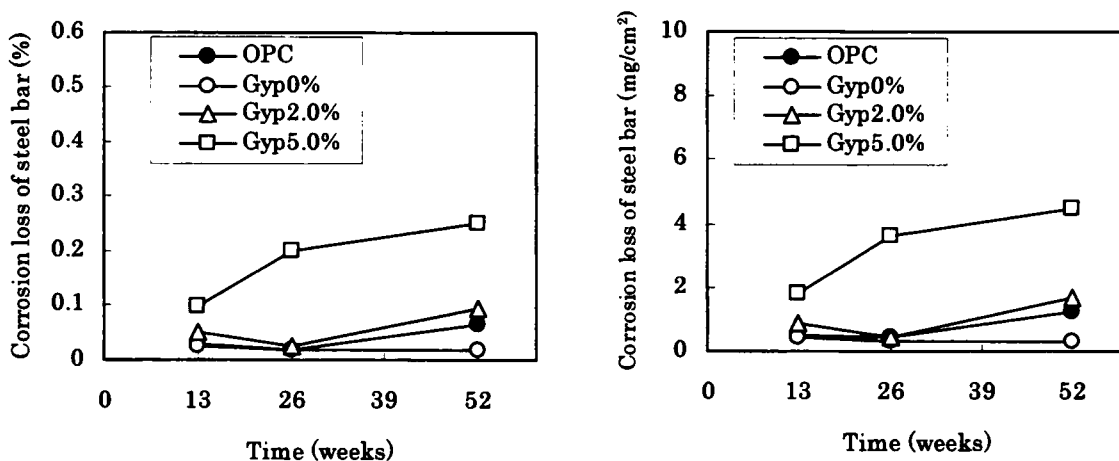 Corrosion loss of steel bar (%)
0.6
0.5
0.4
0.3
0.2
0.1
0
OPC
Gyp0%
Gyp2.0%
Gyp5.0%
0 13 26 39 52
Time (weeks)
Corrosion loss of steel bar (mg/cm²)
10
8
6
4
2
0
OPC
Gyp0%
Gyp2.0%
Gyp5.0%
0 13 26 39 52
Time (weeks)